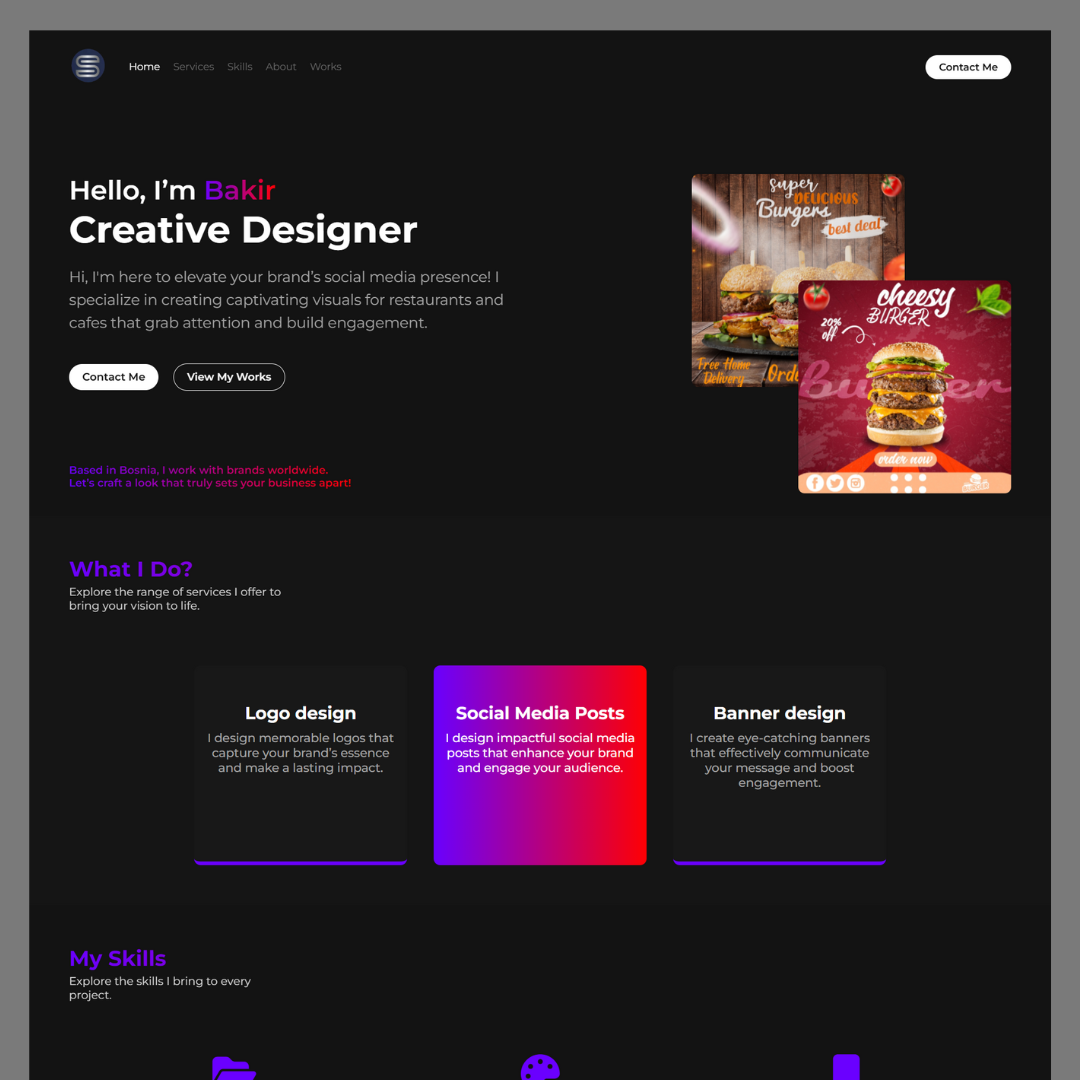 Home Services Skills About Works
Contact Me
Hello, I'm Bakir
Creative Designer
Hi, I'm here to elevate your brand's social media presence! I
specialize in creating captivating visuals for restaurants and
cafes that grab attention and build engagement.
Contact Me
View My Works
Based in Bosnia, I work with brands worldwide.
Let's craft a look that truly sets your business apart!
super
DELICIOUS
Burgers
best deal
Free Home
Delivery
cheesy
BURGER
20%
off
Burger
order now
What I Do?
Explore the range of services I offer to
bring your vision to life.
Logo design
I design memorable logos that
capture your brand's essence
and make a lasting impact.
Social Media Posts
I design impactful social media
posts that enhance your brand
and engage your audience.
Banner design
I create eye-catching banners
that effectively communicate
your message and boost
engagement.
My Skills
Explore the skills I bring to every
project.